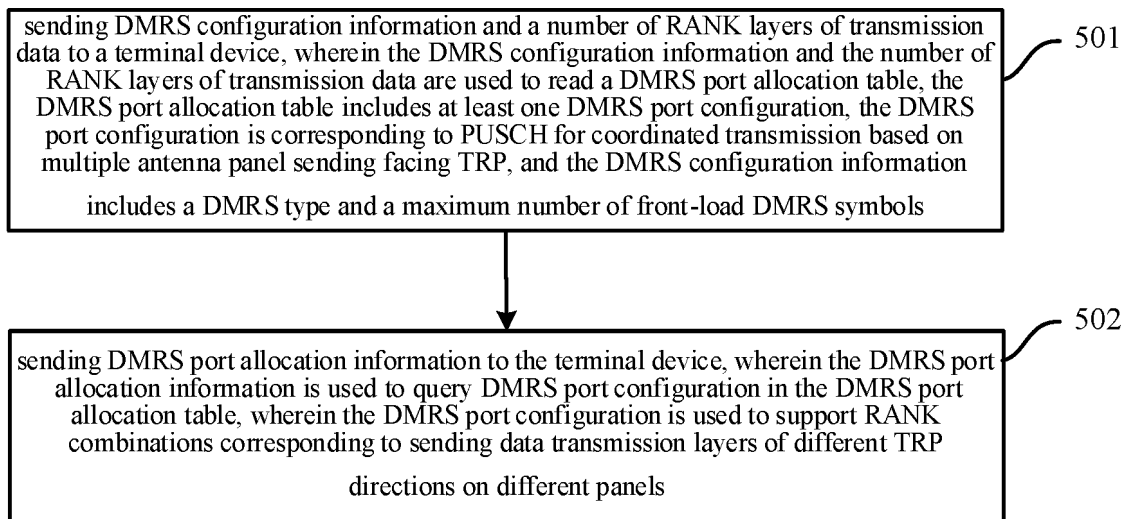 sending DMRS configuration information and a number of RANK layers of transmission
data to a terminal device, wherein the DMRS configuration information and the number of
RANK layers of transmission data are used to read a DMRS port allocation table, the
DMRS port allocation table includes at least one DMRS port configuration, the DMRS
port configuration is corresponding to PUSCH for coordinated transmission based on
multiple antenna panel sending facing TRP, and the DMRS configuration information
includes a DMRS type and a maximum number of front-load DMRS symbols
501
sending DMRS port allocation information to the terminal device, wherein the DMRS port
allocation information is used to query DMRS port configuration in the DMRS port
allocation table, wherein the DMRS port configuration is used to support RANK
combinations corresponding to sending data transmission layers of different TRP
directions on different panels
502